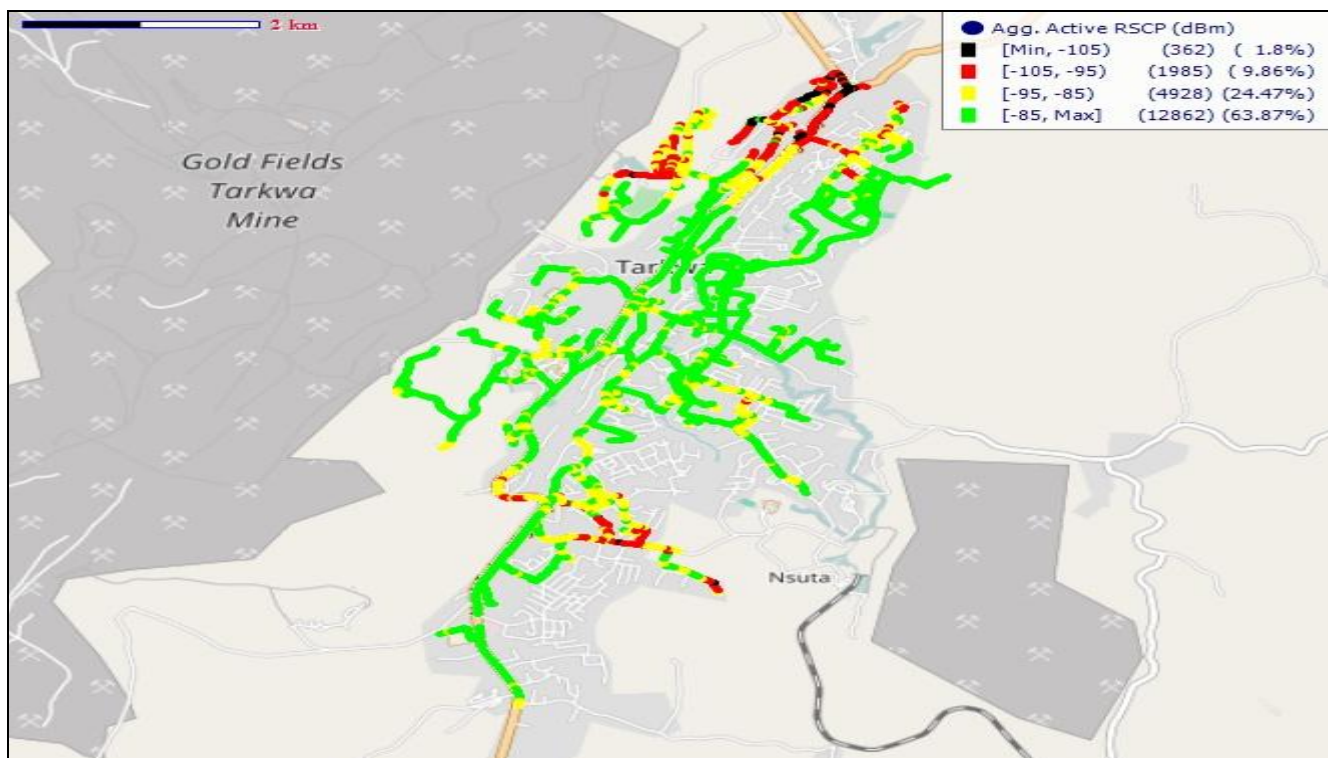 2 km
Agg. Active RSCP (dBm)
[Min, -105) (362) ( 1.8%)
[-105, -95) (1985) ( 9.86%)
[-95, -85) (4928) (24.47%)
[-85, Max] (12862) (63.87%)
Gold Fields
Tarkwa
Mine
Nsuta